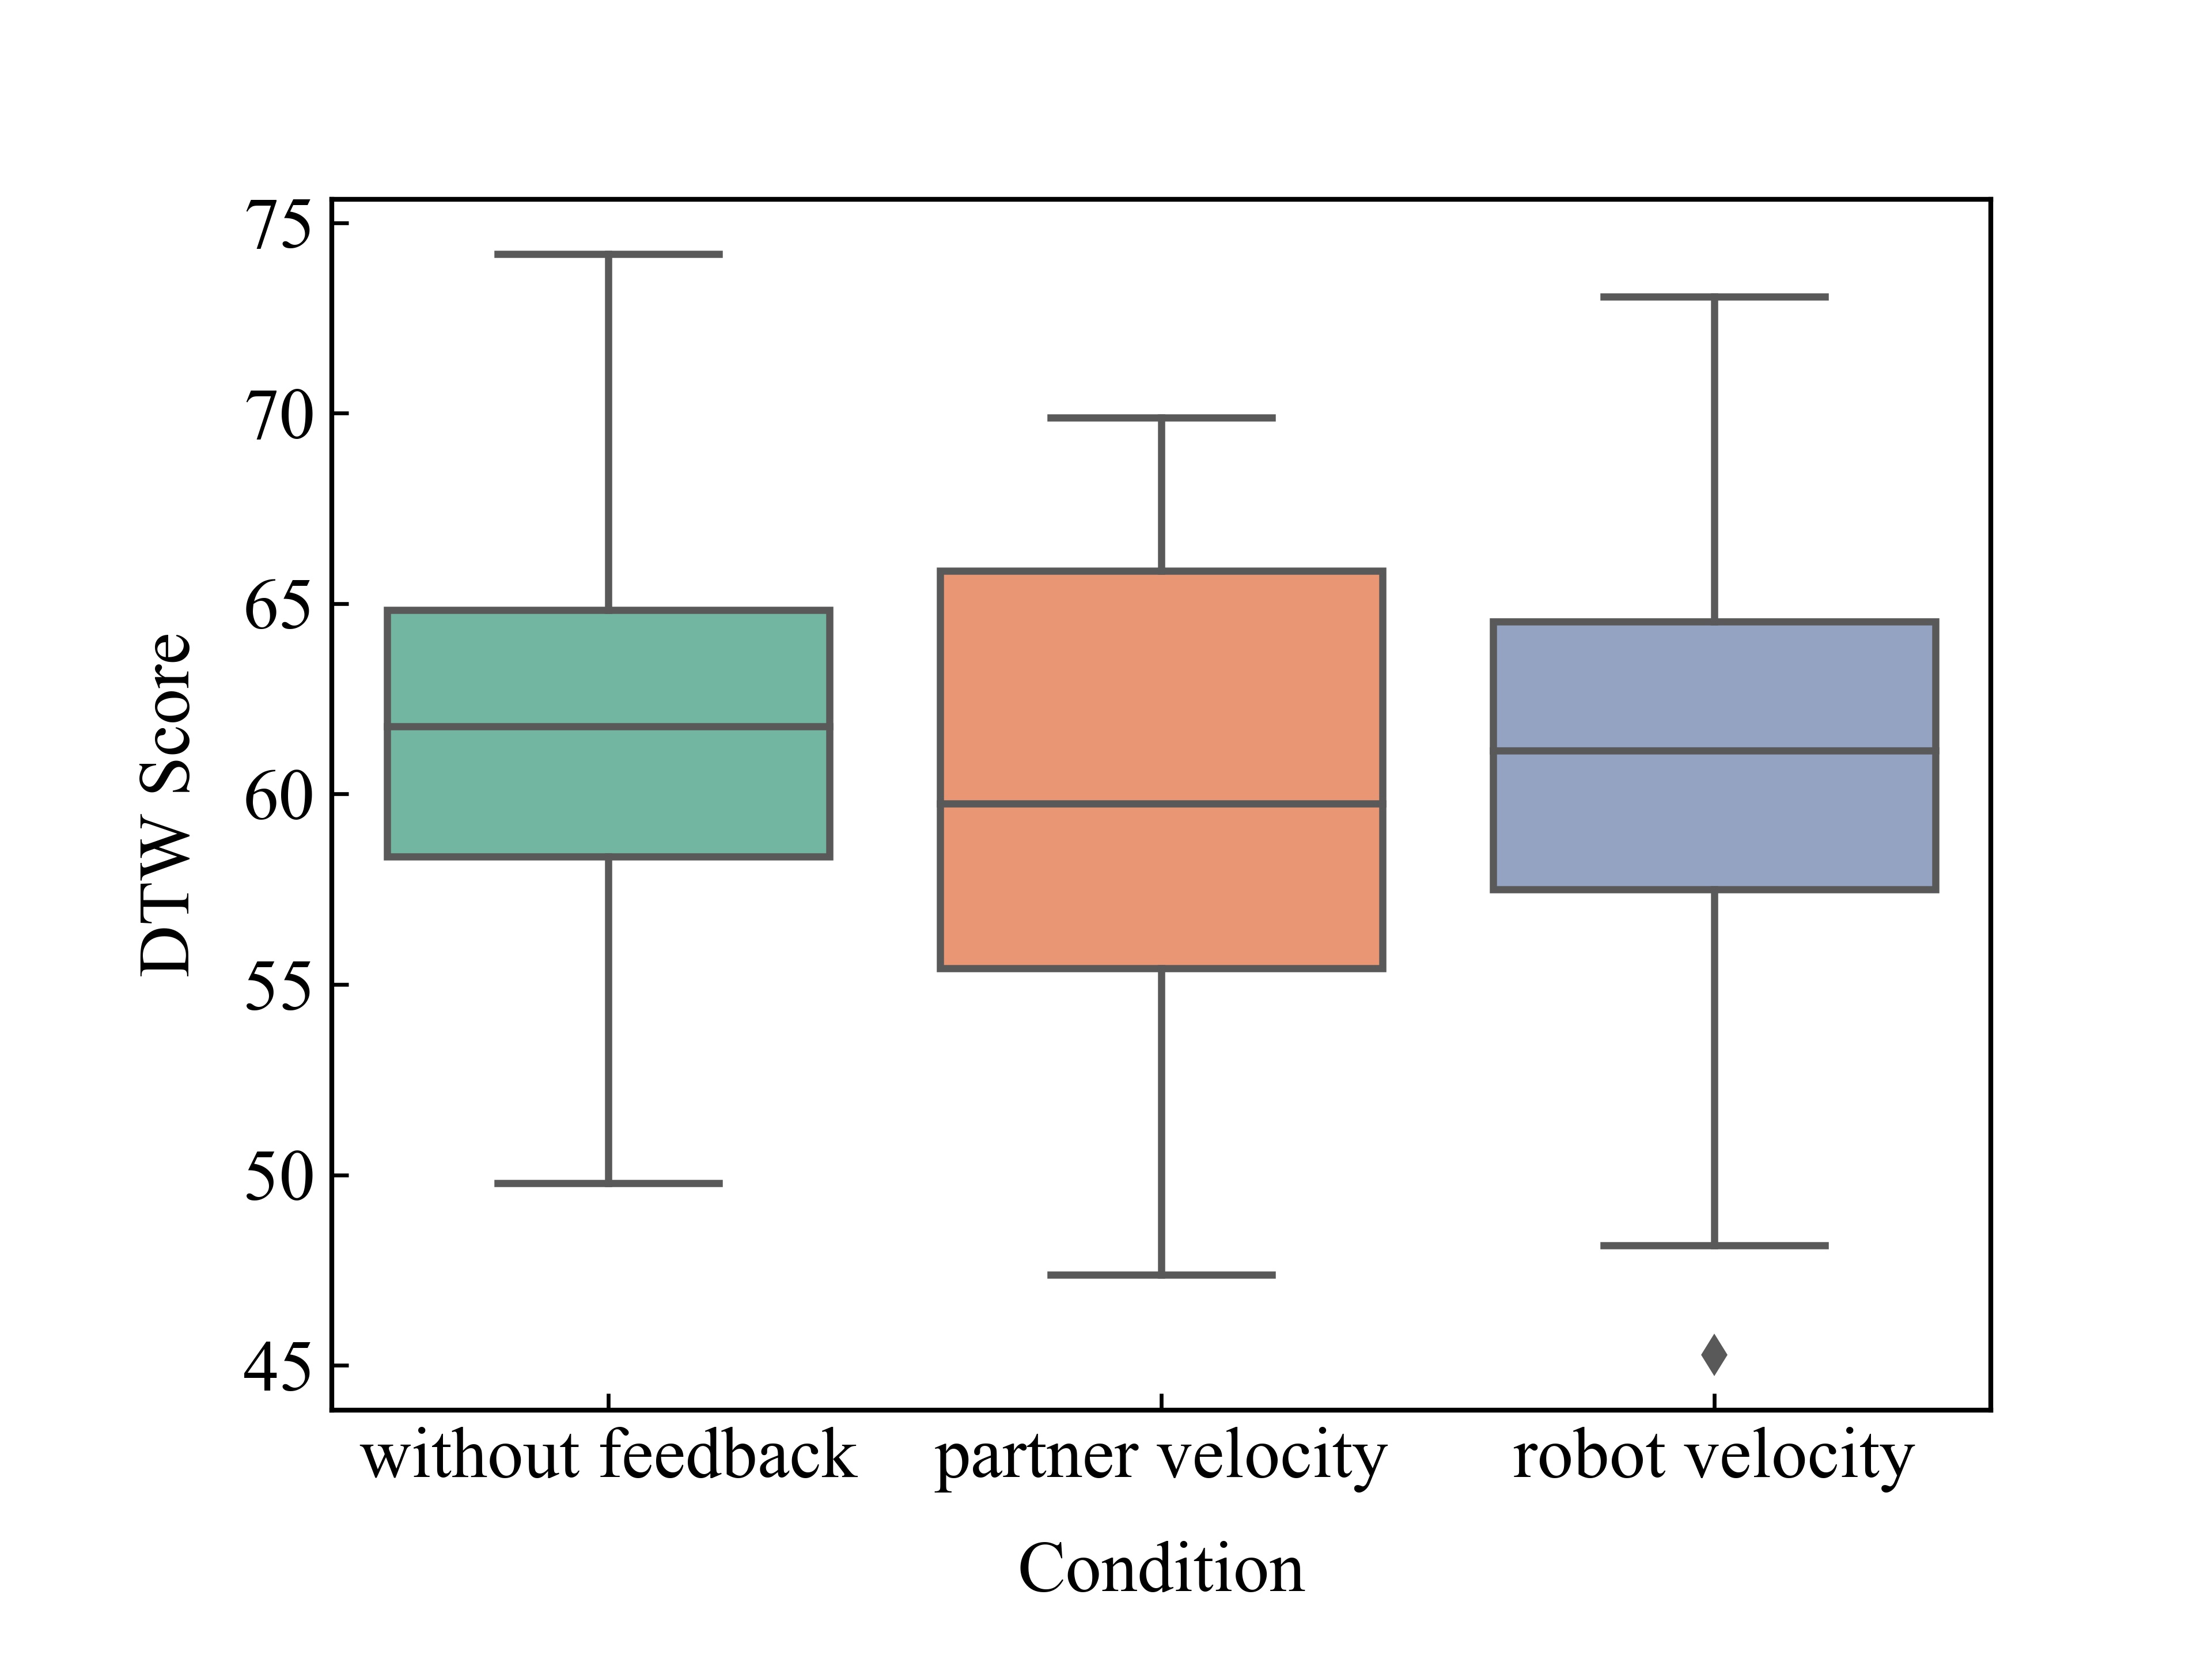 75
70
65
60
55
50
45
DTW Score
without feedback
partner velocity
robot velocity
Condition